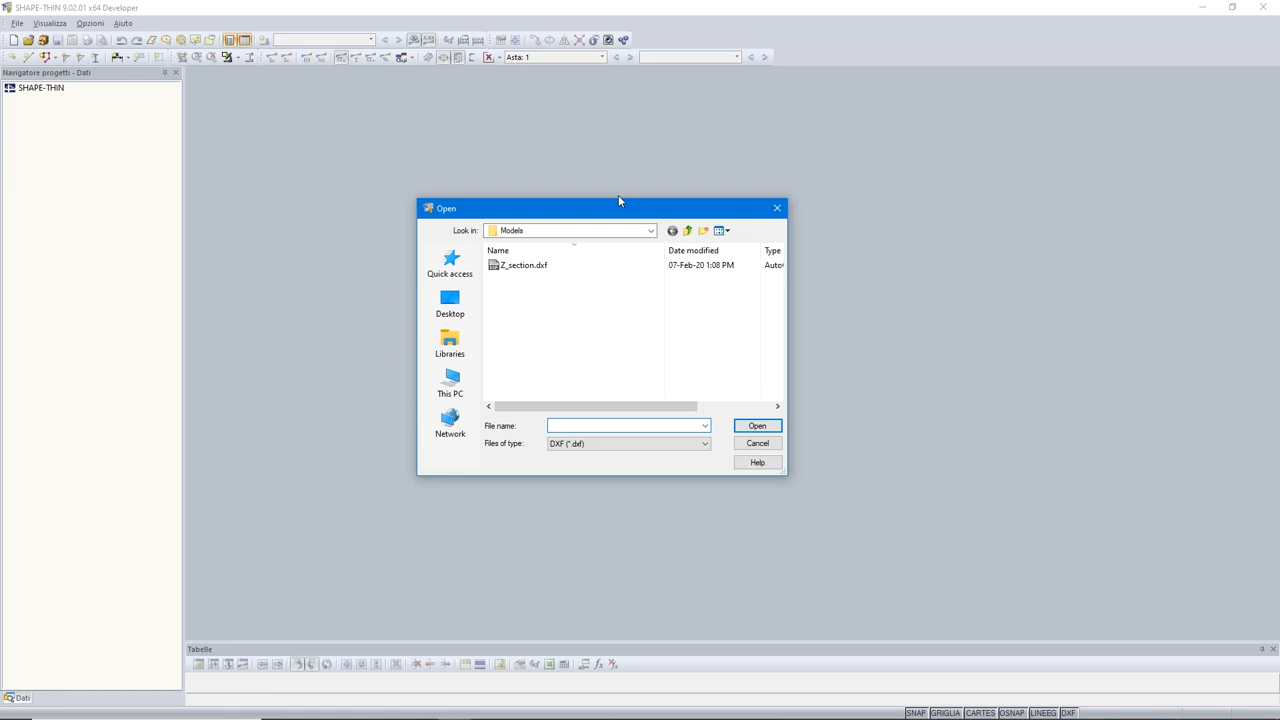 SHAPE-THIN 9.02.01 x64 Developer
File Visualizza Opzioni Aiuto
Asta: 1
Navigatore progetti - Dati
SHAPE-THIN
Open
Look in: Models
Name Date modified Type
Z_section.dxf 07-Feb-20 1:08 PM Auto
Quick access
Desktop
Libraries
This PC
Network
File name: Open
Files of type: DXF (*.dxf) Cancel
Help
Tabelle
Dati
SNAP GRIGLIA CARTES OSNAP LINEEG DXF